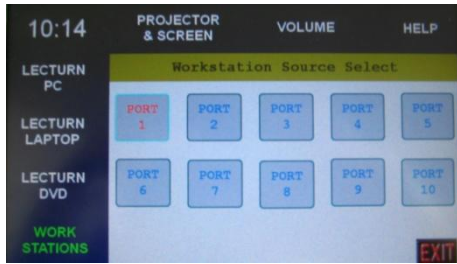 10:14
PROJECTOR
& SCREEN
VOLUME
HELP
LECTURN
PC
LECTURN
LAPTOP
LECTURN
DVD
WORK
STATIONS
Workstation Source Select
PORT
1
PORT
2
PORT
3
PORT
4
PORT
5
PORT
6
PORT
7
PORT
8
PORT
9
PORT
10
EXIT